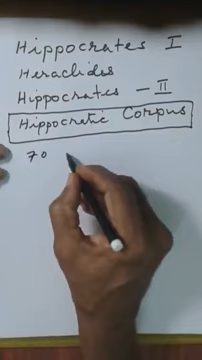 Hippocrates I
Heraclides
Hippocrates - II
Hippocratic Corpus
70